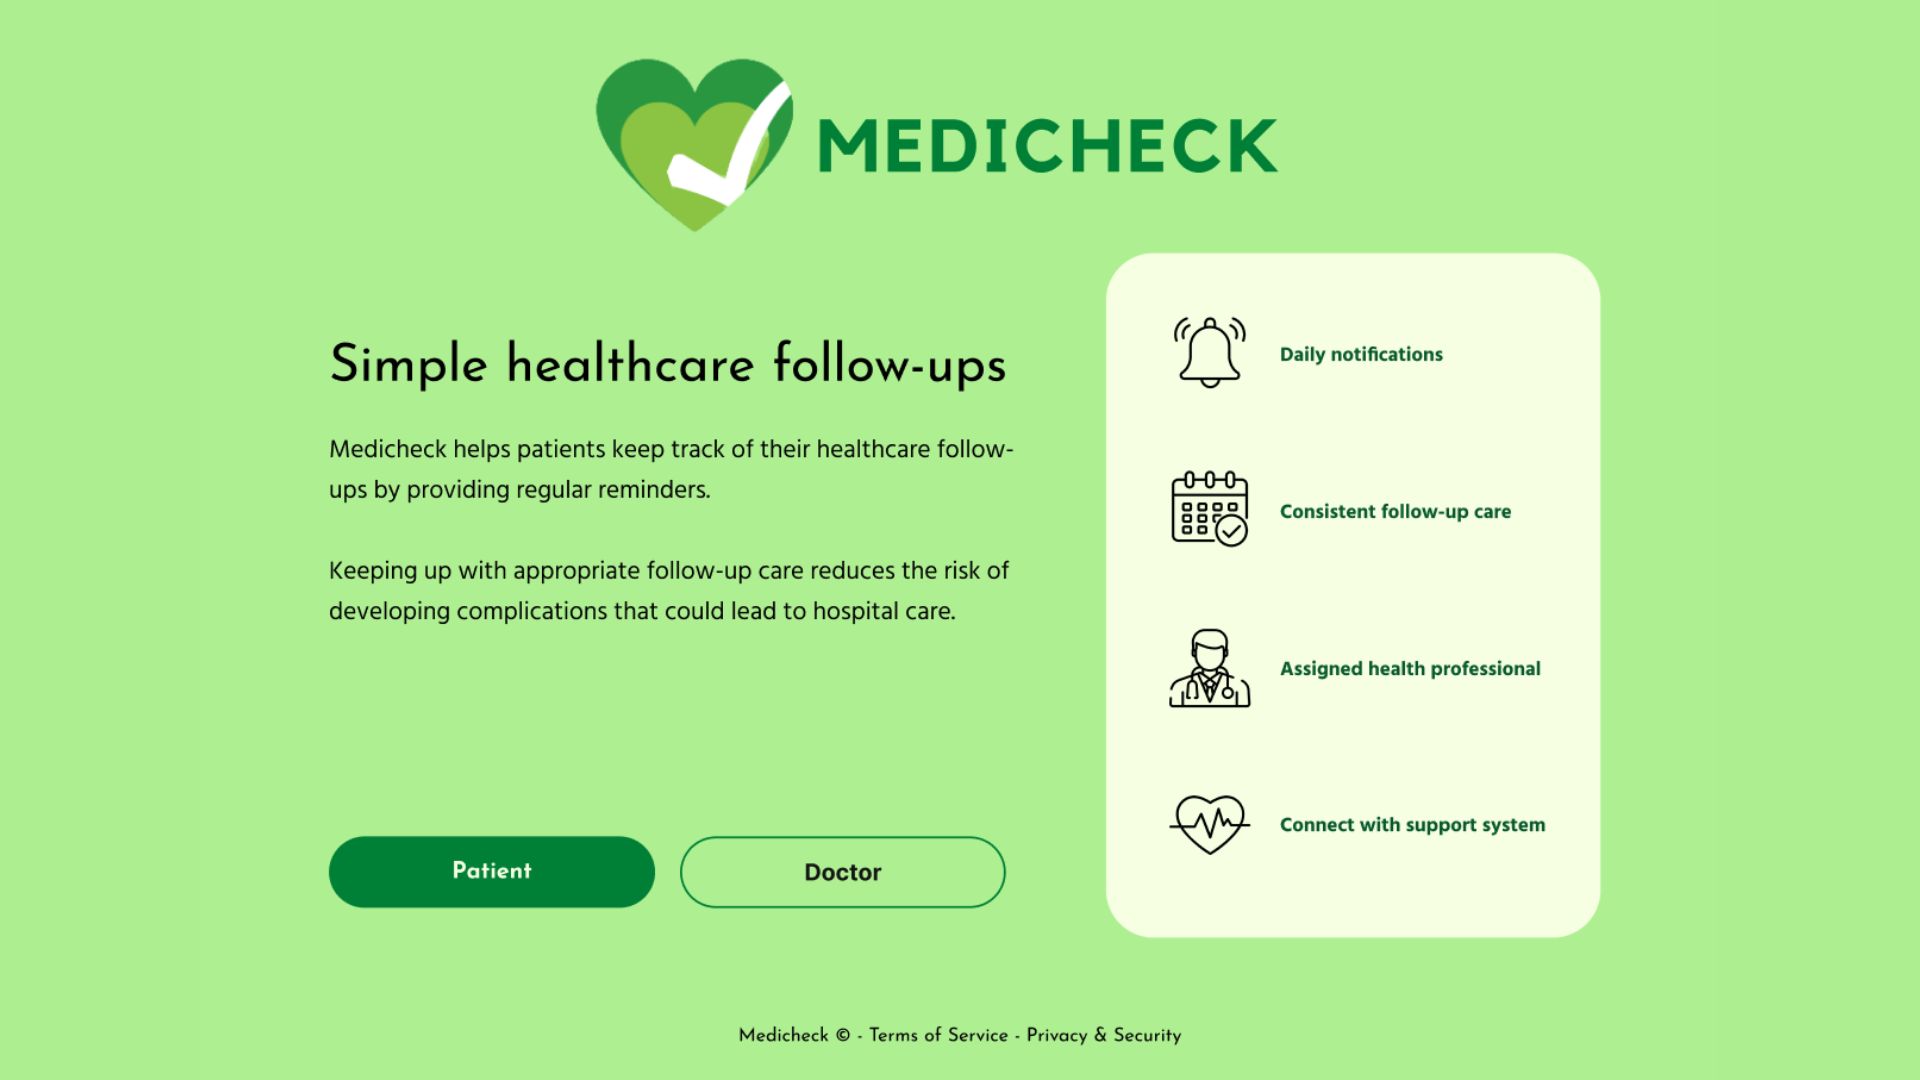 MEDICHECK
Simple healthcare follow-ups
Medicheck helps patients keep track of their healthcare follow-
ups by providing regular reminders.
Keeping up with appropriate follow-up care reduces the risk of
developing complications that could lead to hospital care.
Patient
Doctor
Daily notifications
Consistent follow-up care
Assigned health professional
Connect with support system
Medicheck © - Terms of Service - Privacy & Security